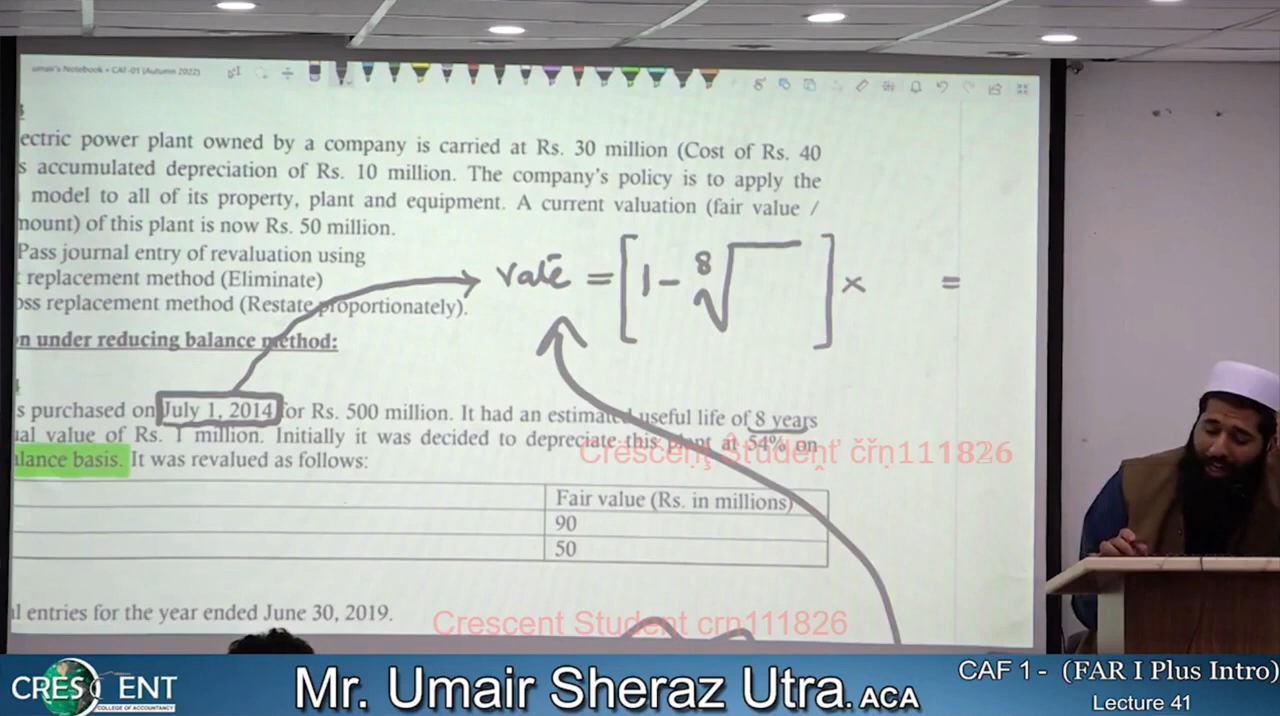 umair's Notebook • CAF-01 (Autumn 2022)
ectric power plant owned by a company is carried at Rs. 30 million (Cost of Rs. 40
s accumulated depreciation of Rs. 10 million. The company's policy is to apply the
model to all of its property, plant and equipment. A current valuation (fair value /
mount) of this plant is now Rs. 50 million.
Pass journal entry of revaluation using
t replacement method (Eliminate)
oss replacement method (Restate proportionately).
rate = [1 - 8√ ] × =
n under reducing balance method:
s purchased on July 1, 2014 for Rs. 500 million. It had an estimated useful life of 8 years
ual value of Rs. 1 million. Initially it was decided to depreciate this plant at 54% on
alance basis. It was revalued as follows:
Crescent Student crn111826
Fair value (Rs. in millions)
90
50
al entries for the year ended June 30, 2019.
Crescent Student crn111826
CRESCENT
COLLEGE OF ACCOUNTANCY
Mr. Umair Sheraz Utra. ACA
CAF 1 - (FAR I Plus Intro)
Lecture 41